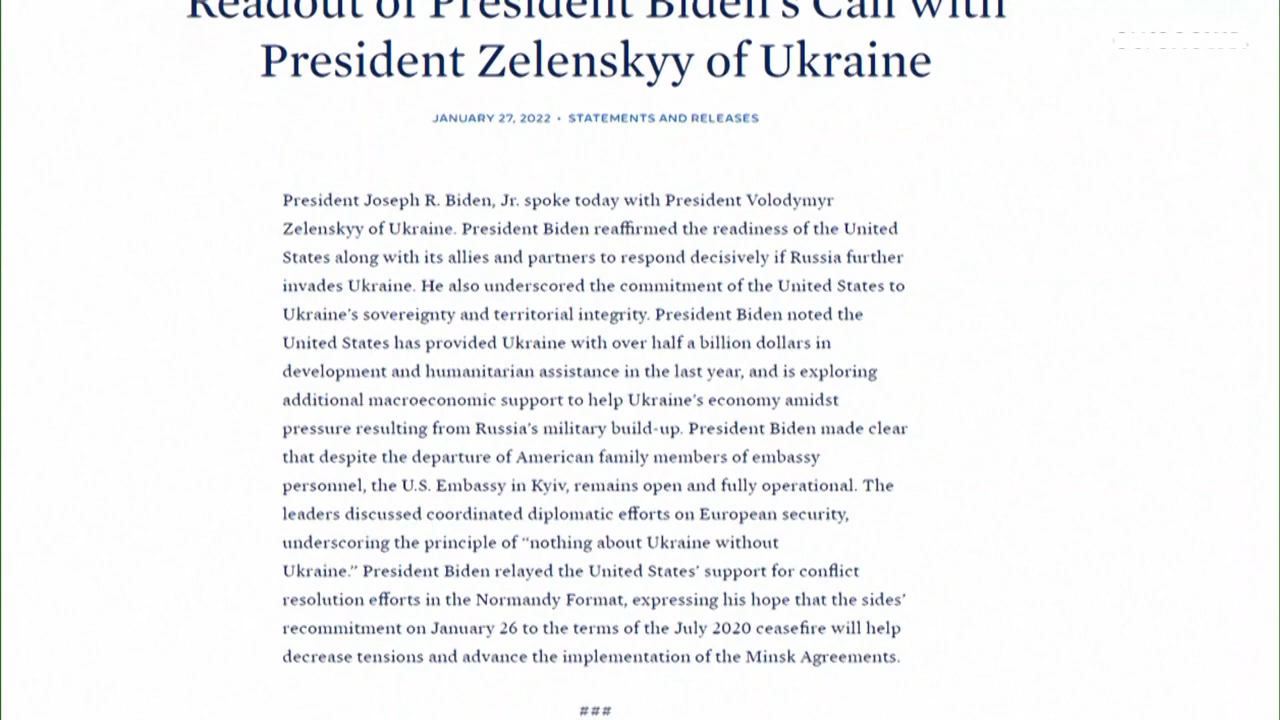 Readout of President Biden's Call with
President Zelenskyy of Ukraine
JANUARY 27, 2022 • STATEMENTS AND RELEASES
President Joseph R. Biden, Jr. spoke today with President Volodymyr
Zelenskyy of Ukraine. President Biden reaffirmed the readiness of the United
States along with its allies and partners to respond decisively if Russia further
invades Ukraine. He also underscored the commitment of the United States to
Ukraine's sovereignty and territorial integrity. President Biden noted the
United States has provided Ukraine with over half a billion dollars in
development and humanitarian assistance in the last year, and is exploring
additional macroeconomic support to help Ukraine's economy amidst
pressure resulting from Russia's military build-up. President Biden made clear
that despite the departure of American family members of embassy
personnel, the U.S. Embassy in Kyiv, remains open and fully operational. The
leaders discussed coordinated diplomatic efforts on European security,
underscoring the principle of “nothing about Ukraine without
Ukraine.” President Biden relayed the United States' support for conflict
resolution efforts in the Normandy Format, expressing his hope that the sides'
recommitment on January 26 to the terms of the July 2020 ceasefire will help
decrease tensions and advance the implementation of the Minsk Agreements.
###